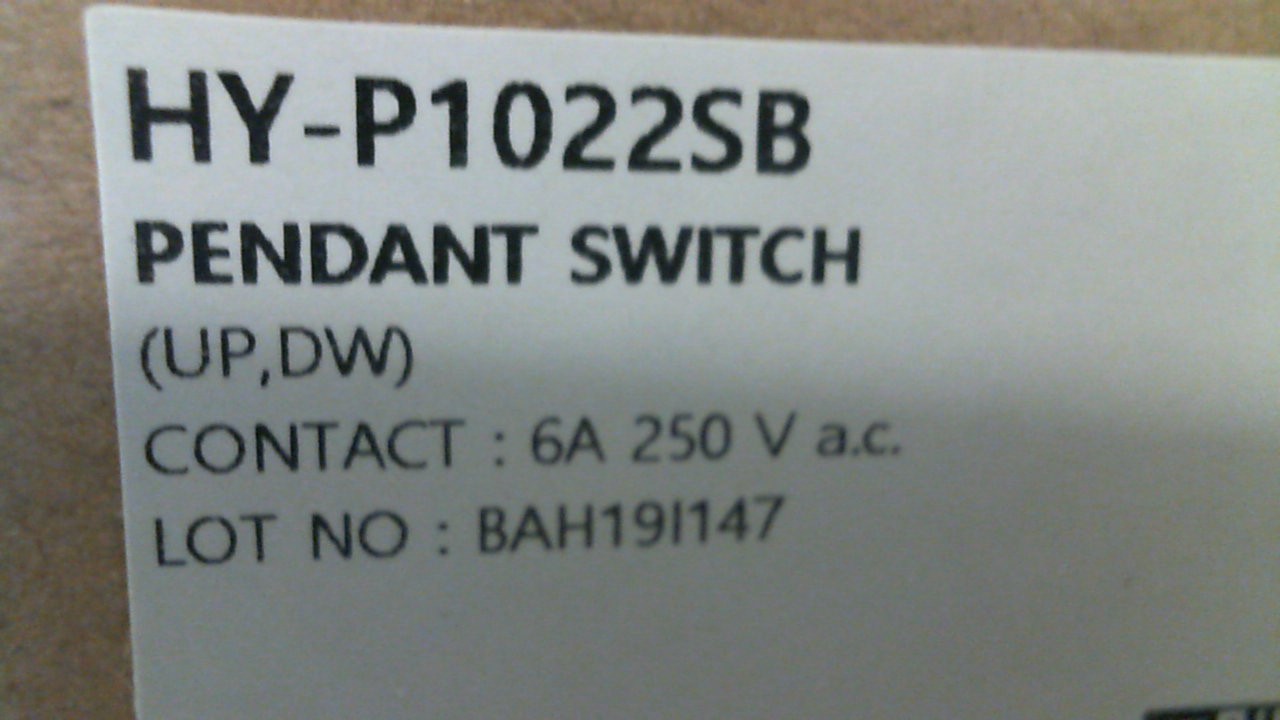 HY-P1022SB
PENDANT SWITCH
(UP,DW)
CONTACT : 6A 250 V a.c.
LOT NO : BAH19I147